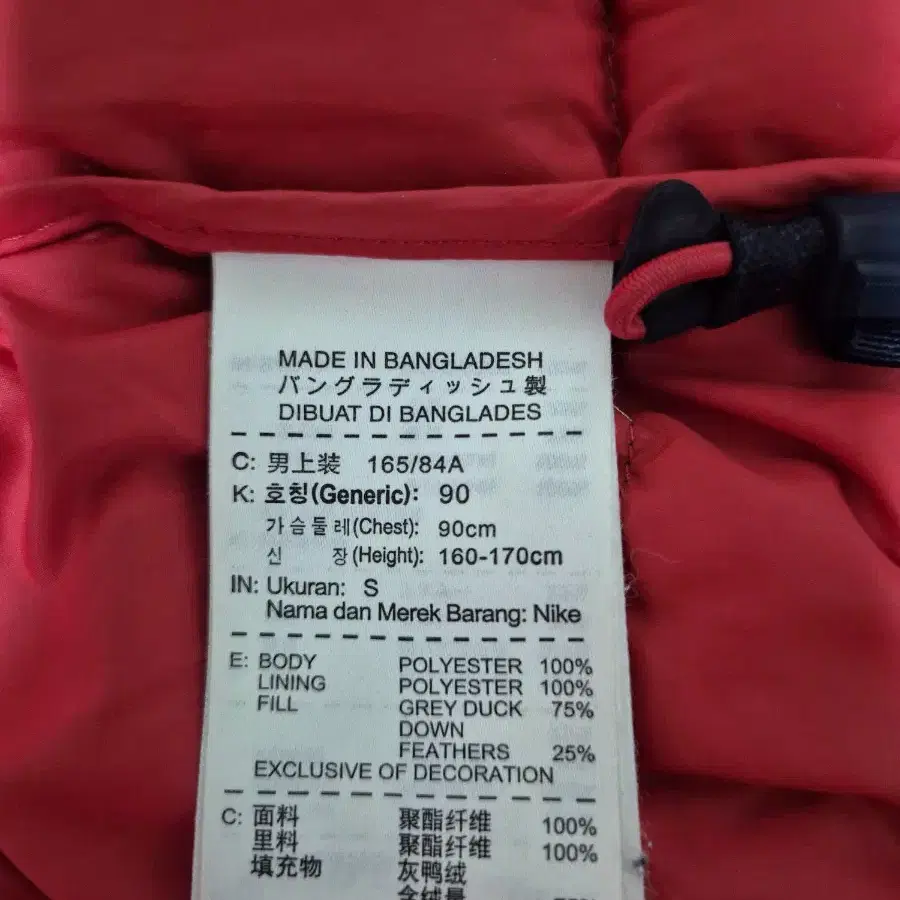 MADE IN BANGLADESH
バングラディッシュ製
DIBUAT DI BANGLADES
C: 男上装 165/84A
K: 호칭(Generic): 90
가슴둘레(Chest): 90cm
신 장(Height): 160-170cm
IN: Ukuran: S
Nama dan Merek Barang: Nike
E: BODY POLYESTER 100%
LINING POLYESTER 100%
FILL GREY DUCK 75%
DOWN
FEATHERS 25%
EXCLUSIVE OF DECORATION
C: 面料 聚酯纤维 100%
里料 聚酯纤维 100%
填充物 灰鸭绒
含绒量